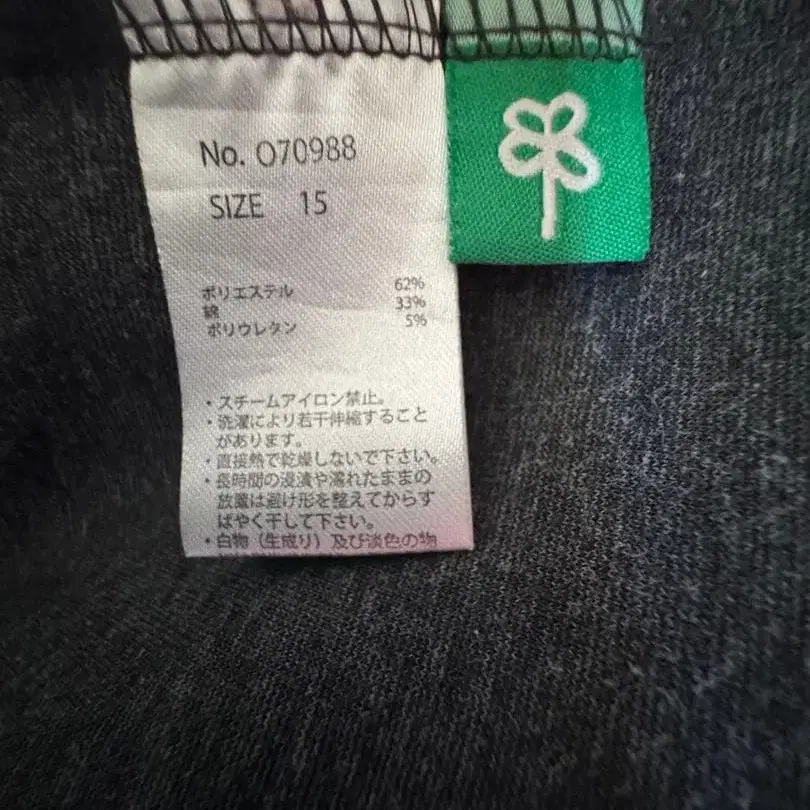 No. O70988
SIZE 15
ポリエステル 62%
綿 33%
ポリウレタン 5%
・スチームアイロン禁止。
・洗濯により若干伸縮すること
があります。
・直接熱で乾燥しないで下さい。
・長時間の浸漬や濡れたままの
放置は避け形を整えてからす
ばやく干して下さい。
・白物（生成り）及び淡色の物